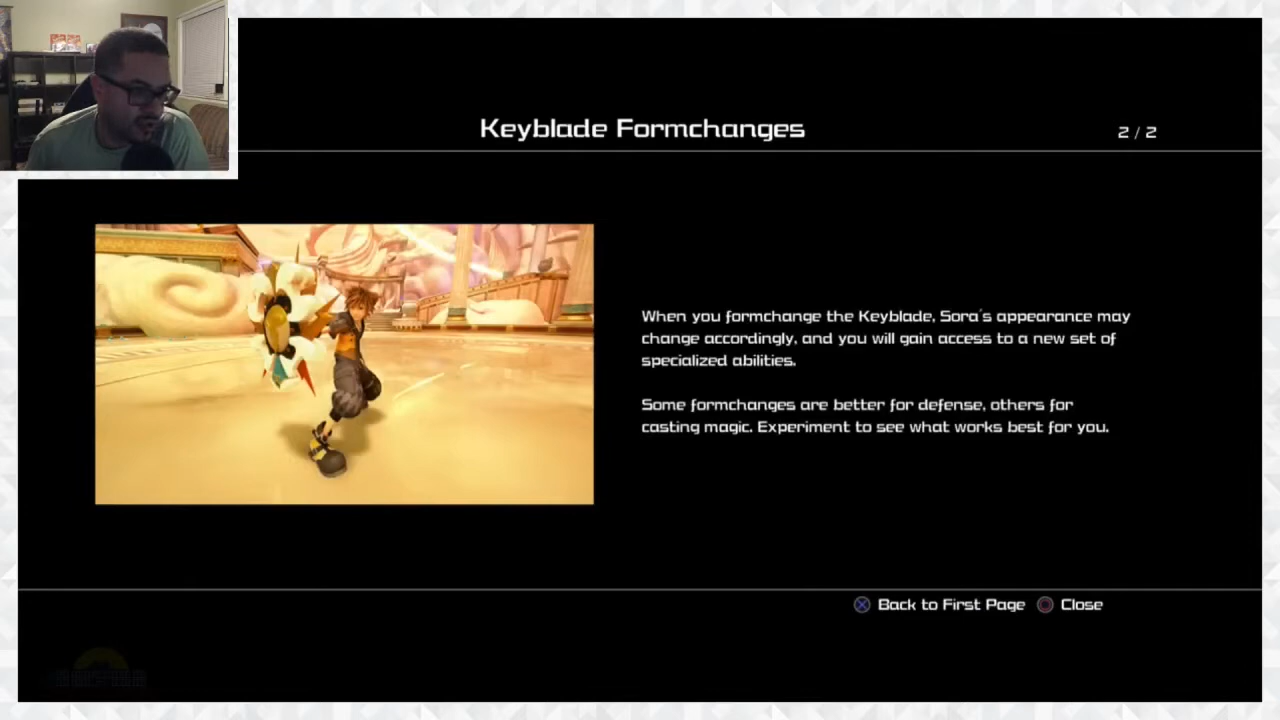 Keyblade Formchanges
2 / 2
When you formchange the Keyblade, Sora's appearance may
change accordingly, and you will gain access to a new set of
specialized abilities.
Some formchanges are better for defense, others for
casting magic. Experiment to see what works best for you.
Back to First Page Close